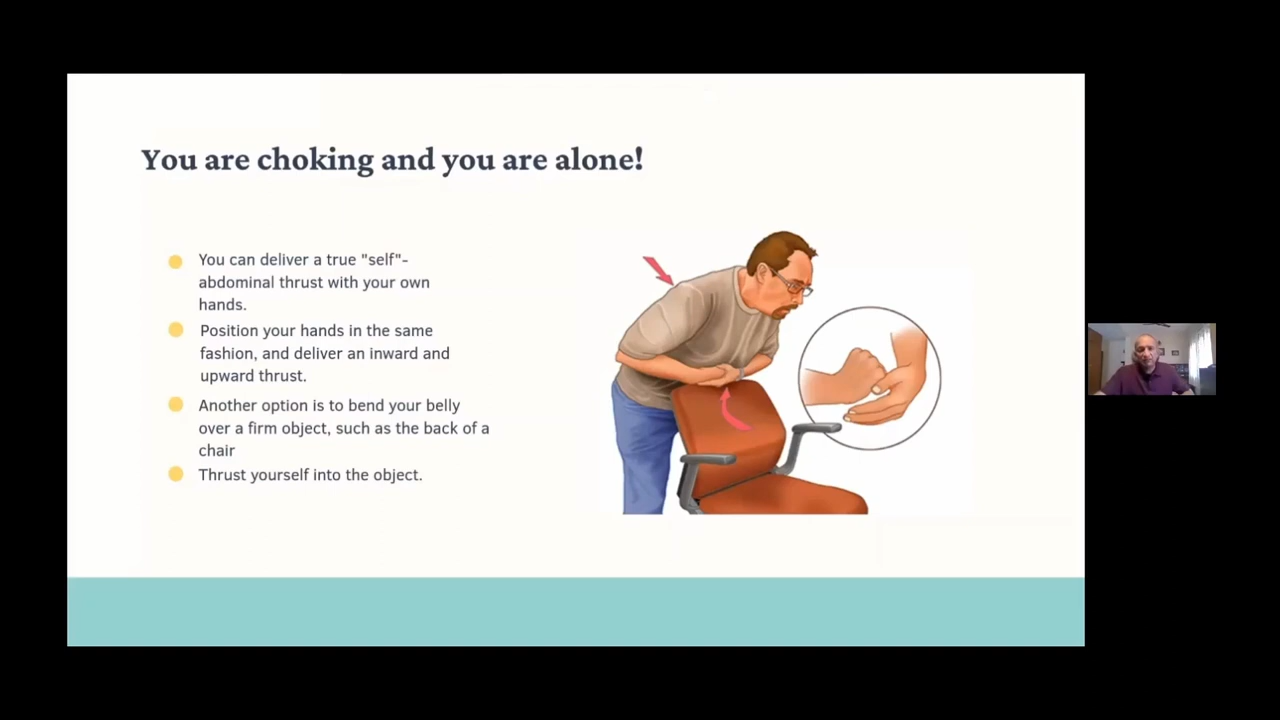 You are choking and you are alone!
You can deliver a true "self"-
abdominal thrust with your own
hands.
Position your hands in the same
fashion, and deliver an inward and
upward thrust.
Another option is to bend your belly
over a firm object, such as the back of a
chair
Thrust yourself into the object.